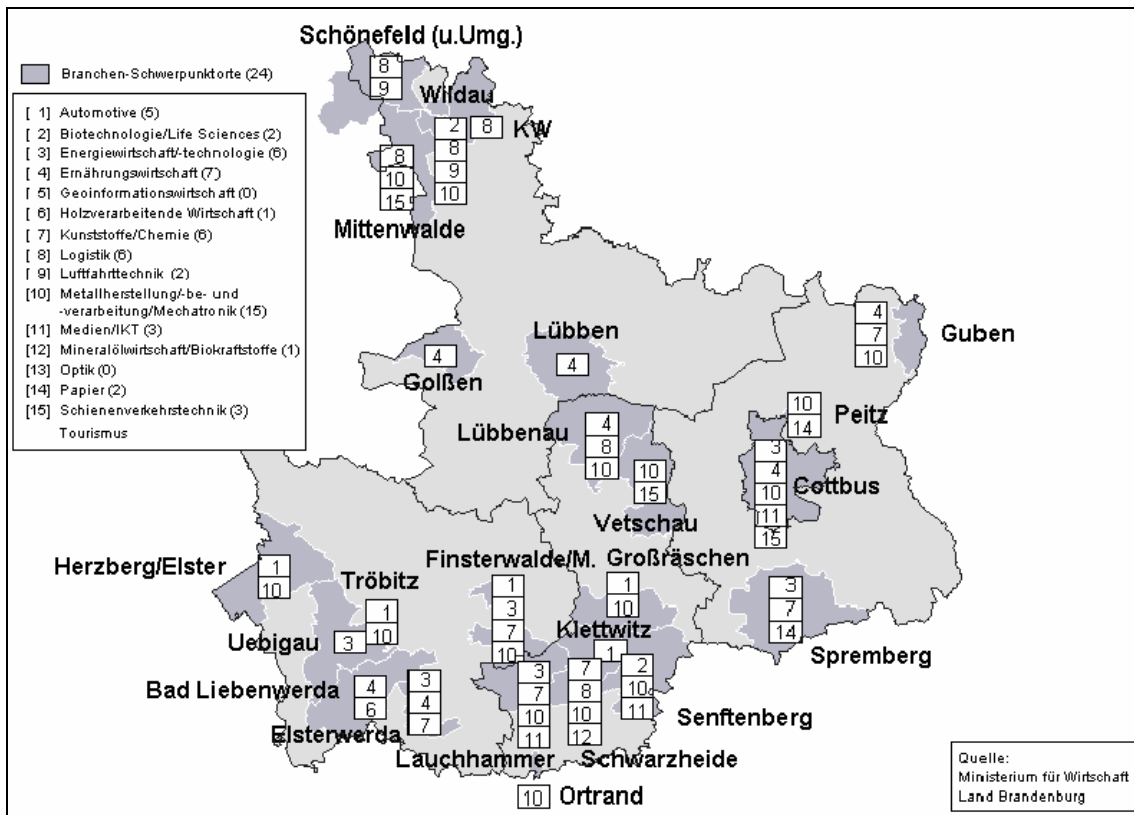 Schönefeld (u.Umg.)
8
9
Branchen-Schwerpunktorte (24)
[ 1] Automotive (5)
[ 2] Biotechnologie/Life Sciences (2)
[ 3] Energiewirtschaft/-technologie (6)
[ 4] Ernährungswirtschaft (7)
[ 5] Geoinformationswirtschaft (0)
[ 6] Holzverarbeitende Wirtschaft (1)
[ 7] Kunststoffe/Chemie (6)
[ 8] Logistik (6)
[ 9] Luftfahrttechnik (2)
[10] Metallherstellung/-be- und
-verarbeitung/Mechatronik (15)
[11] Medien/IKT (3)
[12] Mineralölwirtschaft/Biokraftstoffe (1)
[13] Optik (0)
[14] Papier (2)
[15] Schienenverkehrstechnik (3)
Tourismus
Wildau
2
8
9
10
8 KW
8
10
15
Mittenwalde
4
Golßen
Lübben
4
4
7
10
Guben
10
14
Peitz
Lübbenau
4
8
10
10
15
Vetschau
3
4
10
11
15
Cottbus
Herzberg/Elster
1
10
Tröbitz
1
10
Uebigau
3
Finsterwalde/M.
1
3
7
10
Großräschen
1
10
Klettwitz
1
3
7
14
Spremberg
Bad Liebenwerda
4
6
Elsterwerda
3
4
7
Lauchhammer
3
7
10
11
7
8
10
12
Schwarzheide
2
10
11
Senftenberg
10 Ortrand
Quelle:
Ministerium für Wirtschaft
Land Brandenburg